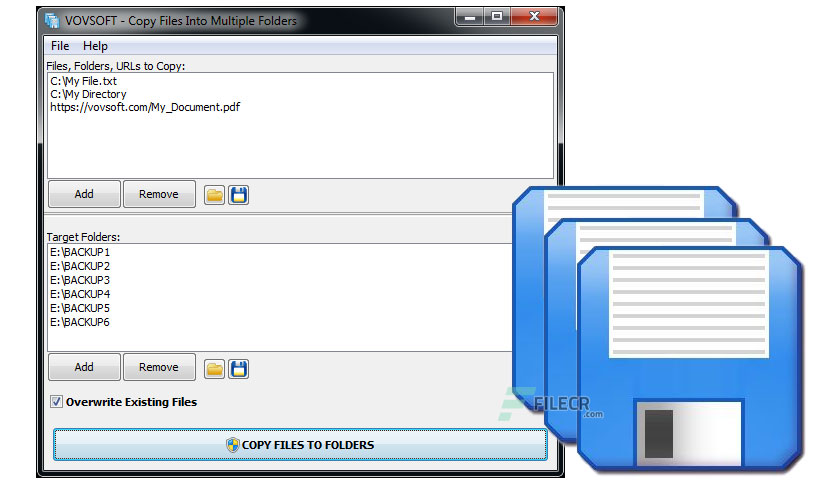 VOVSOFT - Copy Files Into Multiple Folders
File Help
Files, Folders, URLs to Copy:
C:\My File.txt
C:\My Directory
https://vovsoft.com/My_Document.pdf
Add Remove
Target Folders:
E:\BACKUP1
E:\BACKUP2
E:\BACKUP3
E:\BACKUP4
E:\BACKUP5
E:\BACKUP6
Add Remove
Overwrite Existing Files
FILECR
.com
COPY FILES TO FOLDERS